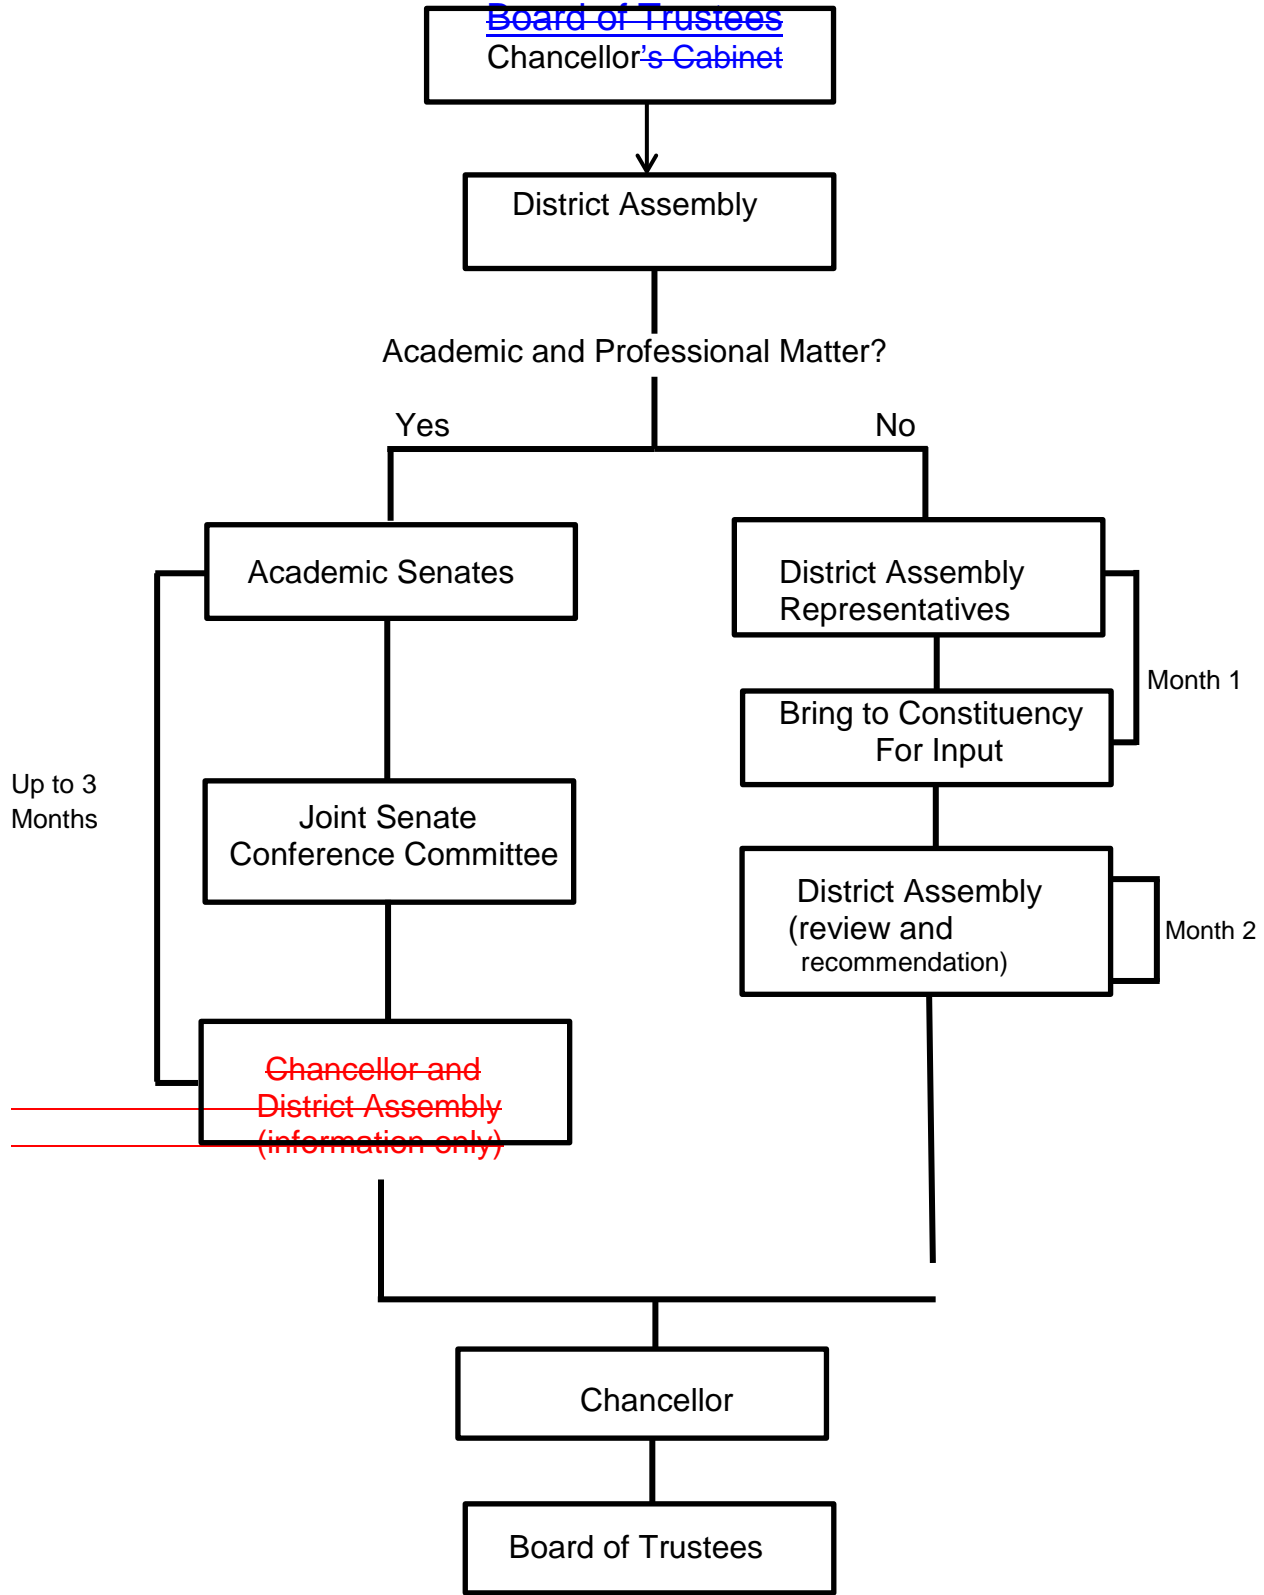 Board of Trustees
Chancellor's Cabinet
District Assembly
Academic and Professional Matter?
Yes
No
Academic Senates
District Assembly
Representatives
Month 1
Bring to Constituency
For Input
Up to 3
Months
Joint Senate
Conference Committee
District Assembly
(review and
recommendation)
Month 2
Chancellor and
District Assembly
(information only)
Chancellor
Board of Trustees